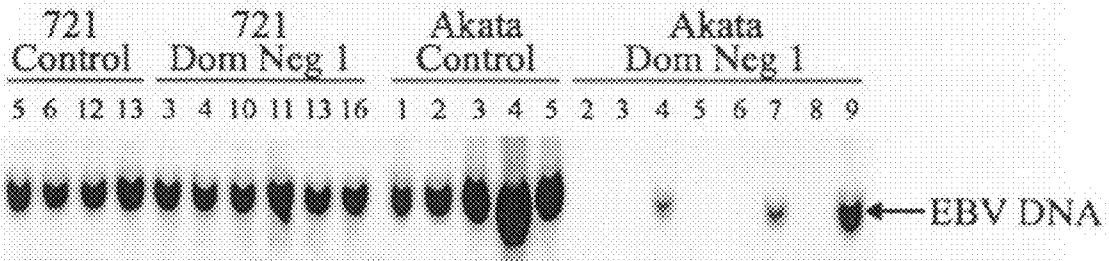 721 721 Akata Akata
Control Dom Neg 1 Control Dom Neg 1
5 6 12 13 3 4 10 11 13 16 1 2 3 4 5 2 3 4 5 6 7 8 9
EBV DNA